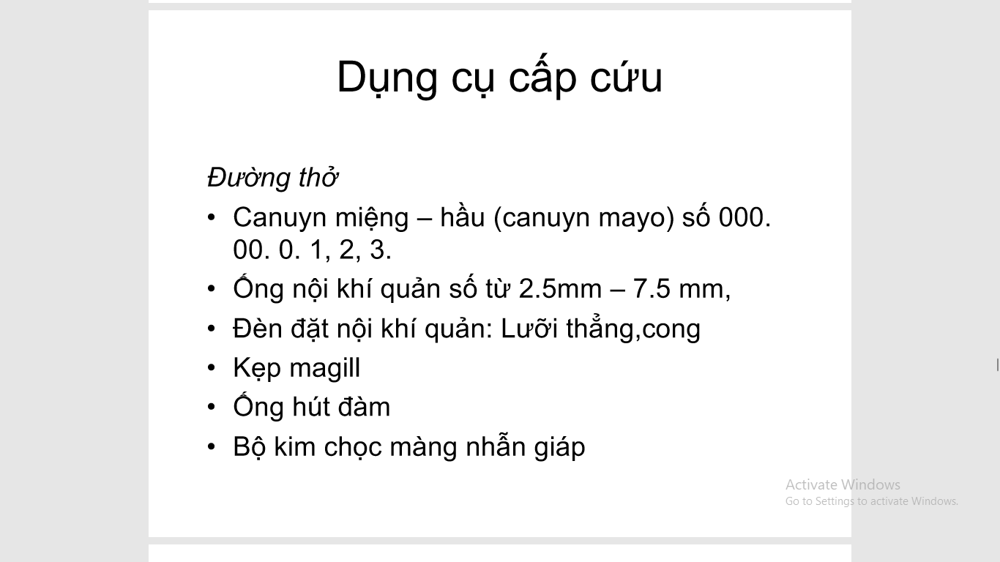 Dụng cụ cấp cứu
Đường thở
• Canuyn miệng – hầu (canuyn mayo) số 000.
00. 0. 1, 2, 3.
• Ống nội khí quản số từ 2.5mm – 7.5 mm,
• Đèn đặt nội khí quản: Lưỡi thẳng,cong
• Kẹp magill
• Ống hút đàm
• Bộ kim chọc màng nhẫn giáp
Activate Windows
Go to Settings to activate Windows.